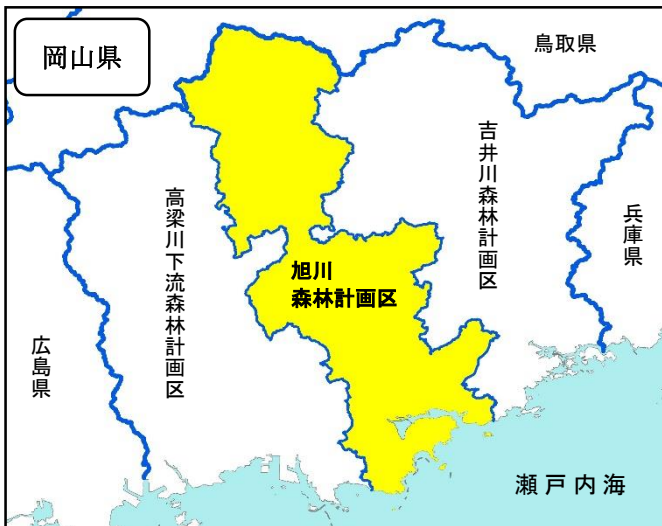 岡山県
鳥取県
吉井川森林計画区
兵庫県
高梁川下流森林計画区
旭川
森林計画区
広島県
瀬戸内海